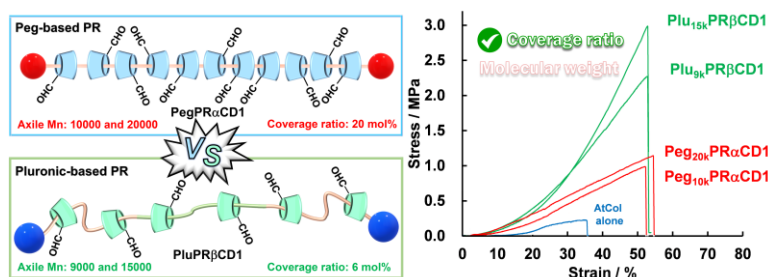 Peg-based PR
CHO CHO CHO CHO
OHC OHC CHO OHC CHO
PegPRαCD1
Axile Mn: 10000 and 20000 Coverage ratio: 20 mol%
VS
Pluronic-based PR
CHO OHC
OHC CHO CHO
PluPRβCD1
Axile Mn: 9000 and 15000 Coverage ratio: 6 mol%
Coverage ratio
Molecular weight
Plu15kPRβCD1
Plu9kPRβCD1
Peg20kPRαCD1
Peg10kPRαCD1
AtCol
alone
Stress / MPa
3.0
2.5
2.0
1.5
1.0
0.5
0.0
0 10 20 30 40 50 60 70 80
Strain / %